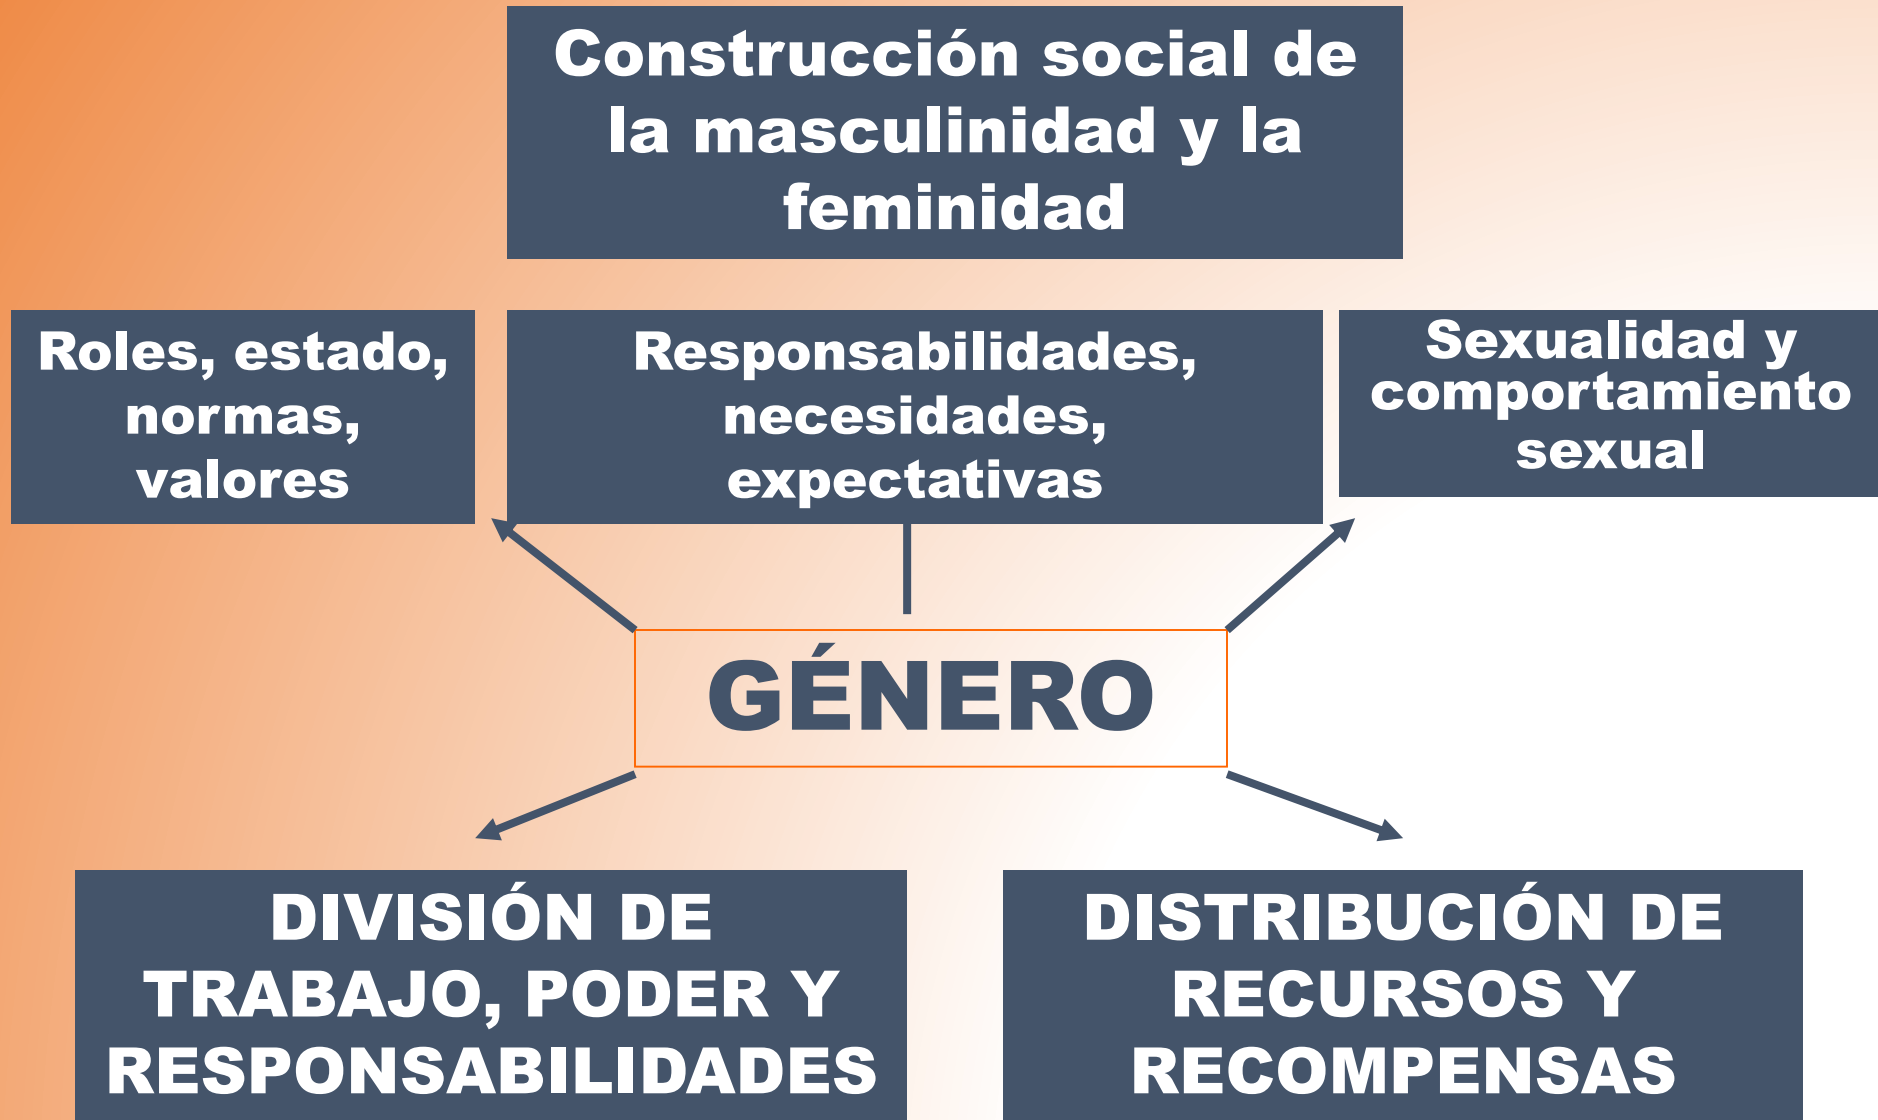 Construcción social de
la masculinidad y la
feminidad
Roles, estado,
normas,
valores
Responsabilidades,
necesidades,
expectativas
Sexualidad y
comportamiento
sexual
GÉNERO
DIVISIÓN DE
TRABAJO, PODER Y
RESPONSABILIDADES
DISTRIBUCIÓN DE
RECURSOS Y
RECOMPENSAS